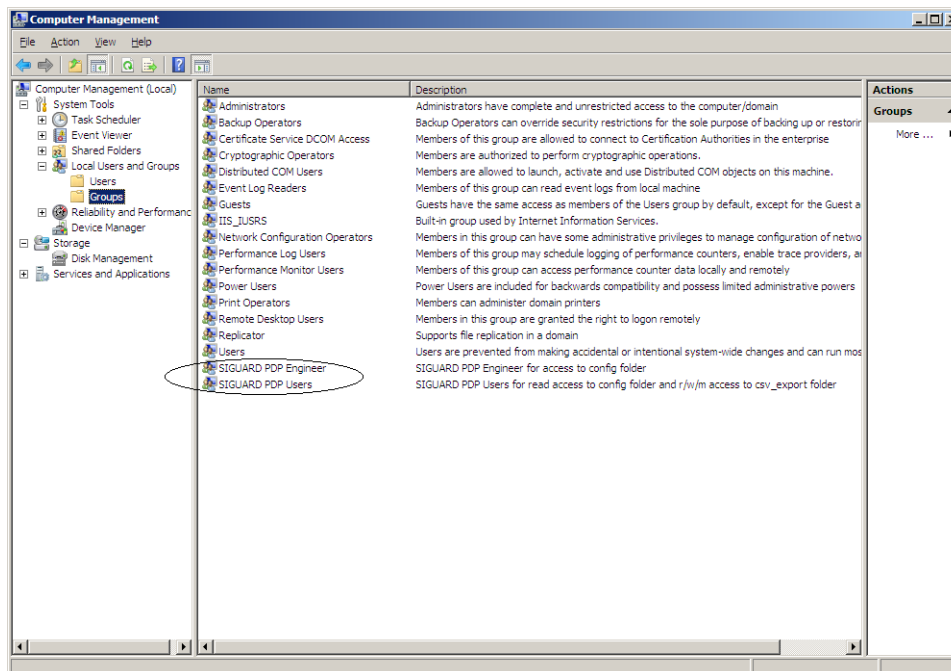 Computer Management
File Action View Help
Computer Management (Local)
System Tools
Task Scheduler
Event Viewer
Shared Folders
Local Users and Groups
Users
Groups
Reliability and Performanc
Device Manager
Storage
Disk Management
Services and Applications
Name Description
Administrators Administrators have complete and unrestricted access to the computer/domain
Backup Operators Backup Operators can override security restrictions for the sole purpose of backing up or restorin
Certificate Service DCOM Access Members of this group are allowed to connect to Certification Authorities in the enterprise
Cryptographic Operators Members are authorized to perform cryptographic operations.
Distributed COM Users Members are allowed to launch, activate and use Distributed COM objects on this machine.
Event Log Readers Members of this group can read event logs from local machine
Guests Guests have the same access as members of the Users group by default, except for the Guest a
IIS_IUSRS Built-in group used by Internet Information Services.
Network Configuration Operators Members in this group can have some administrative privileges to manage configuration of netwo
Performance Log Users Members of this group may schedule logging of performance counters, enable trace providers, a
Performance Monitor Users Members of this group can access performance counter data locally and remotely
Power Users Power Users are included for backwards compatibility and possess limited administrative powers
Print Operators Members can administer domain printers
Remote Desktop Users Members in this group are granted the right to logon remotely
Replicator Supports file replication in a domain
Users Users are prevented from making accidental or intentional system-wide changes and can run mos
SIGUARD PDP Engineer SIGUARD PDP Engineer for access to config folder
SIGUARD PDP Users SIGUARD PDP Users for read access to config folder and r/w/m access to csv_export folder
Actions
Groups
More ...